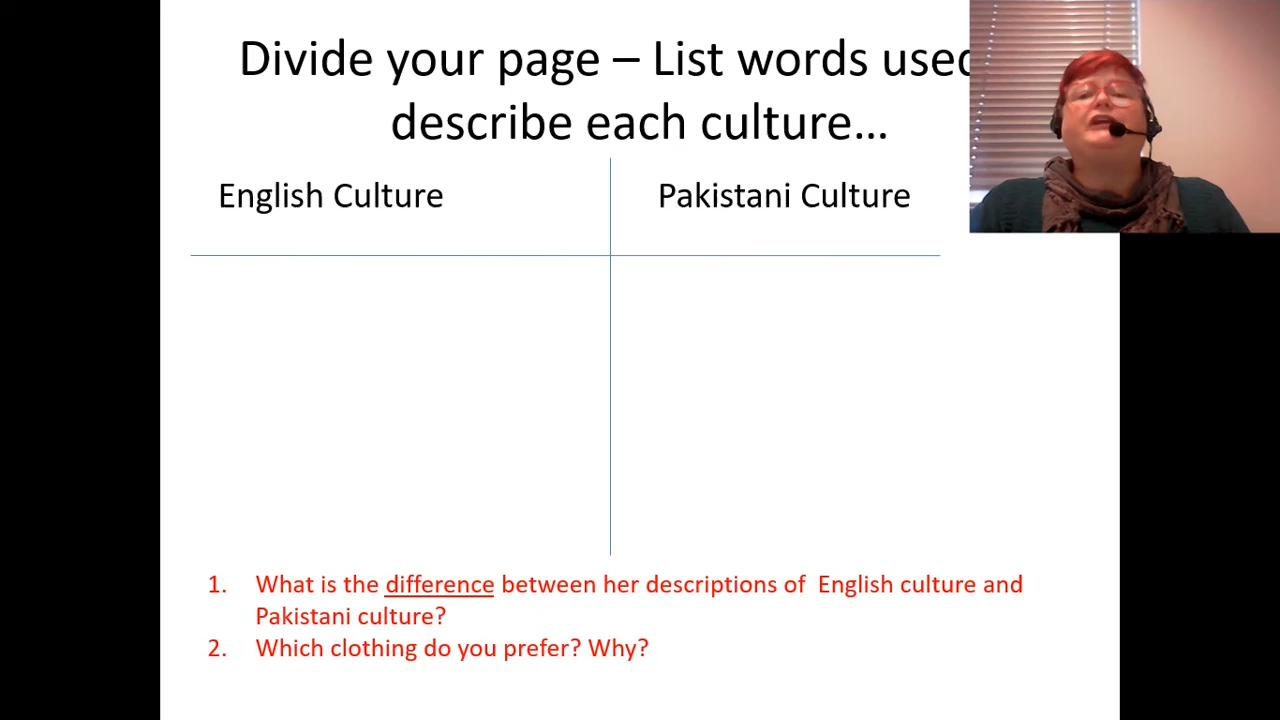 Divide your page – List words used
describe each culture…
English Culture
Pakistani Culture
1. What is the difference between her descriptions of English culture and
Pakistani culture?
2. Which clothing do you prefer? Why?